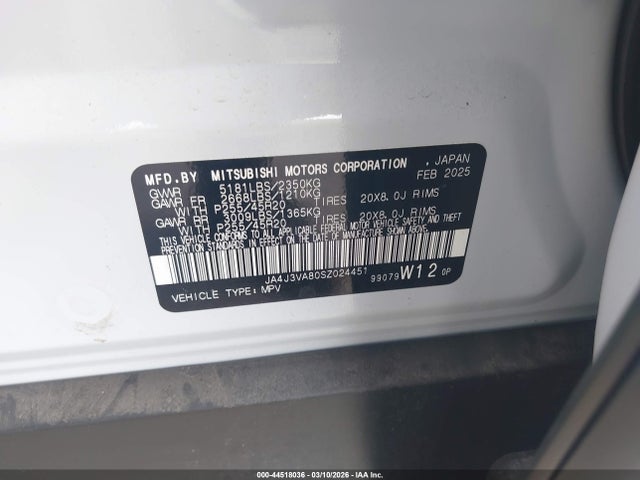 MFD.BY MITSUBISHI MOTORS CORPORATION . JAPAN
GVWR 5181LBS/2350KG FEB 2025
GAWR FR 2668LBS/1210KG
WITH P255/45R20 TIRES 20X8.0J RIMS
GAWR RR 3009LBS/1365KG
WITH P255/45R20 TIRES 20X8.0J RIMS
THIS VEHICLE CONFORMS TO ALL APPLICABLE FEDERAL MOTOR VEHICLE SAFETY, BUMPER, AND THEFT
PREVENTION STANDARDS IN EFFECT ON THE DATE OF MANUFACTURE SHOWN ABOVE.
JA4J3VA80SZ024451
99079 W12 0P
VEHICLE TYPE: MPV
000-44518036 - 03/10/2026 - IAAI/IAA